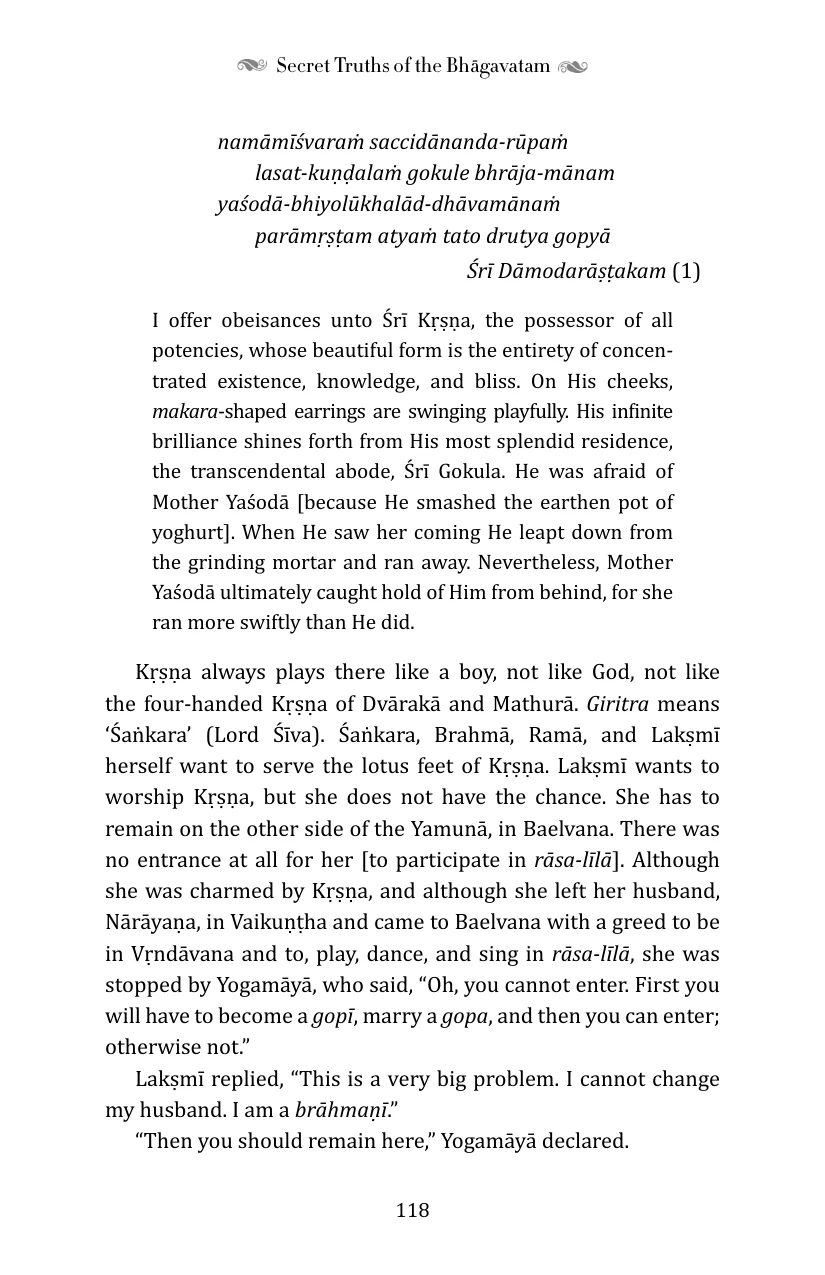 Secret Truths of the Bhāgavatam
namāmīśvaraṁ saccidānanda-rūpaṁ
lasat-kuṇḍalaṁ gokule bhrāja-mānam
yaśodā-bhiyolūkhalād-dhāvamānaṁ
parāmṛṣṭam atyaṁ tato drutya gopyā
Śrī Dāmodarāṣṭakam (1)
I offer obeisances unto Śrī Kṛṣṇa, the possessor of all
potencies, whose beautiful form is the entirety of concen-
trated existence, knowledge, and bliss. On His cheeks,
makara-shaped earrings are swinging playfully. His infinite
brilliance shines forth from His most splendid residence,
the transcendental abode, Śrī Gokula. He was afraid of
Mother Yaśodā [because He smashed the earthen pot of
yoghurt]. When He saw her coming He leapt down from
the grinding mortar and ran away. Nevertheless, Mother
Yaśodā ultimately caught hold of Him from behind, for she
ran more swiftly than He did.
Kṛṣṇa always plays there like a boy, not like God, not like
the four-handed Kṛṣṇa of Dvārakā and Mathurā. Giritra means
‘Śaṅkara’ (Lord Śīva). Śaṅkara, Brahmā, Ramā, and Lakṣmī
herself want to serve the lotus feet of Kṛṣṇa. Lakṣmī wants to
worship Kṛṣṇa, but she does not have the chance. She has to
remain on the other side of the Yamunā, in Baelvana. There was
no entrance at all for her [to participate in rāsa-līlā]. Although
she was charmed by Kṛṣṇa, and although she left her husband,
Nārāyaṇa, in Vaikuṇṭha and came to Baelvana with a greed to be
in Vṛndāvana and to, play, dance, and sing in rāsa-līlā, she was
stopped by Yogamāyā, who said, “Oh, you cannot enter. First you
will have to become a gopī, marry a gopa, and then you can enter;
otherwise not.”
Lakṣmī replied, “This is a very big problem. I cannot change
my husband. I am a brāhmaṇī.”
“Then you should remain here,” Yogamāyā declared.
118